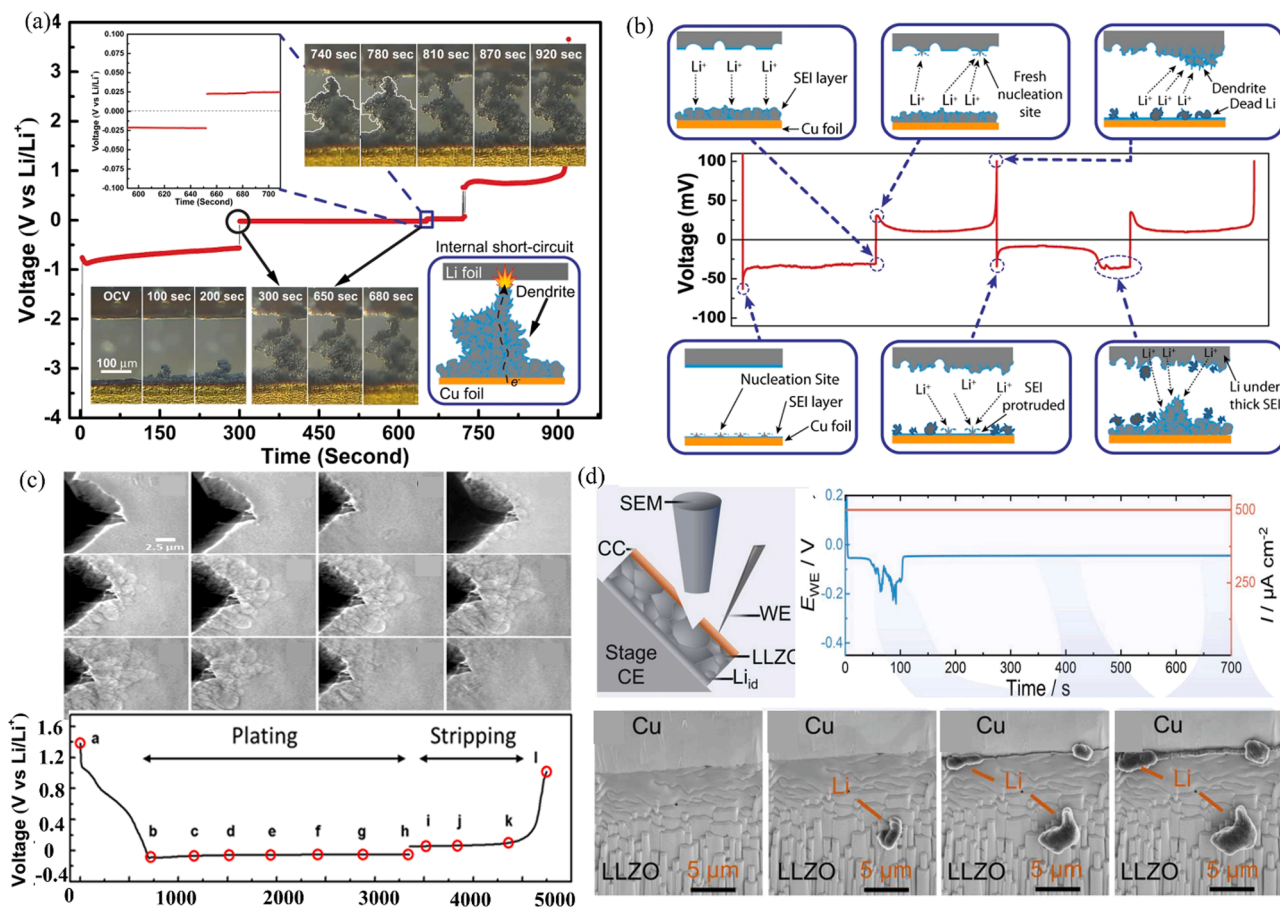 (a)
4
3
2
1
0
-1
-2
-3
-4
Voltage (V vs Li/Li+)
0.100
0.075
0.050
0.025
0.000
-0.025
-0.050
-0.075
-0.100
Voltage (V vs Li/Li+)
600 620 640 660 680 700
Time (Second)
740 sec 780 sec 810 sec 870 sec 920 sec
OCV 100 sec 200 sec
100 μm
300 sec 650 sec 680 sec
Internal short-circuit
Li foil
Dendrite
e-
Cu foil
0 150 300 450 600 750 900
Time (Second)
(b)
Li+ Li+ Li+
SEI layer
Cu foil
Li+ Li+
Fresh
nucleation
site
Li+ Li+ Li+
Dendrite
Dead Li
100
50
0
-50
-100
Voltage (mV)
Nucleation Site
SEI layer
Cu foil
Li+ Li+ Li+
SEI
protruded
Li+ Li+ Li+
Li under
thick SEI
(c)
2.5 μm
1.6
1.2
0.8
0.4
0
-0.4
Voltage (V vs Li/Li+)
a
Plating
Stripping
l
b c d e f g h i j k
0 1000 2000 3000 4000 5000
(d)
SEM
CC
WE
LLZO
Stage
CE
Liid
0.2
0.0
-0.2
-0.4
EWE / V
500
250
I / μA cm-2
0 100 200 300 400 500 600 700
Time / s
Cu
LLZO
5 μm
Cu
Li
LLZO
5 μm
Cu
Li
LLZO
5 μm
Cu
Li
LLZO
5 μm